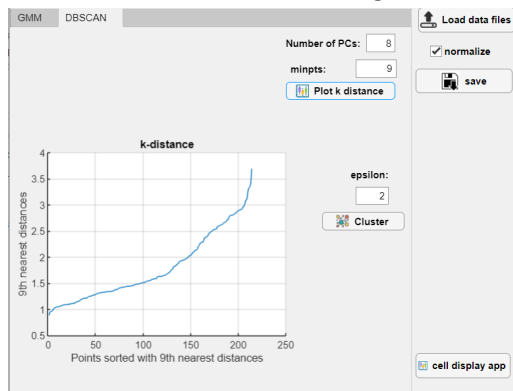 GMM DBSCAN
Load data files
Number of PCs: 8
normalize
minpts: 9
save
Plot k distance
k-distance
4
3.5
3
2.5
2
1.5
1
0.5
9th nearest distances
0 50 100 150 200 250
Points sorted with 9th nearest distances
epsilon:
2
Cluster
cell display app